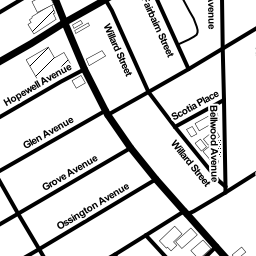 Avenue
Fairbairn Street
Willard Street
Hopewell Avenue
Scotia Place
Bellwood Avenue
Glen Avenue
Willard Street
Grove Avenue
Ossington Avenue